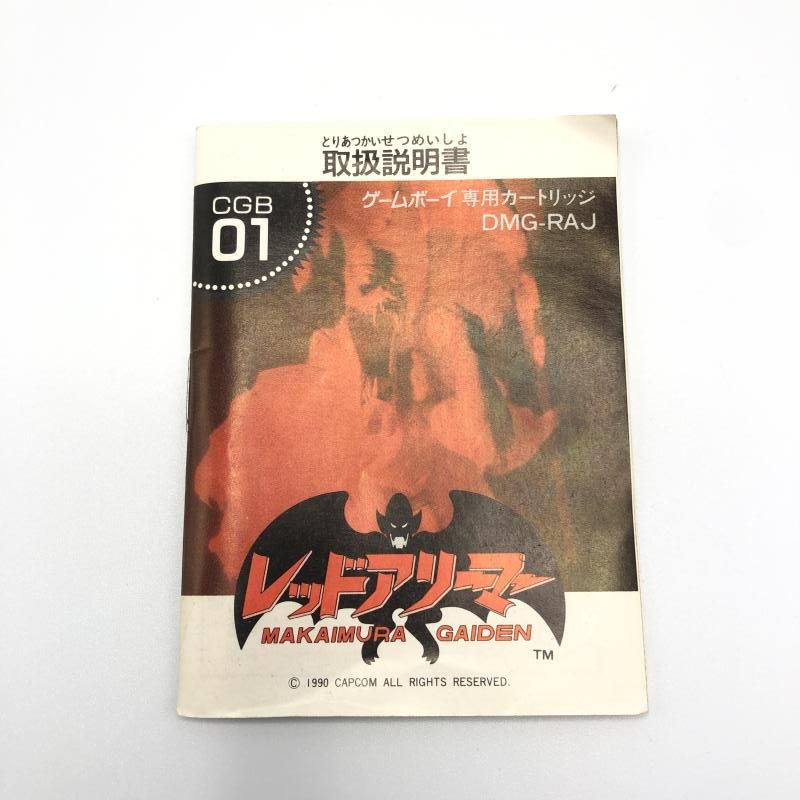 とりあつかいせつめいしょ
取扱説明書
CGB
01
ゲームボーイ専用カートリッジ
DMG-RAJ
レッドアリーマー
MAKAIMURA GAIDEN
TM
© 1990 CAPCOM ALL RIGHTS RESERVED.